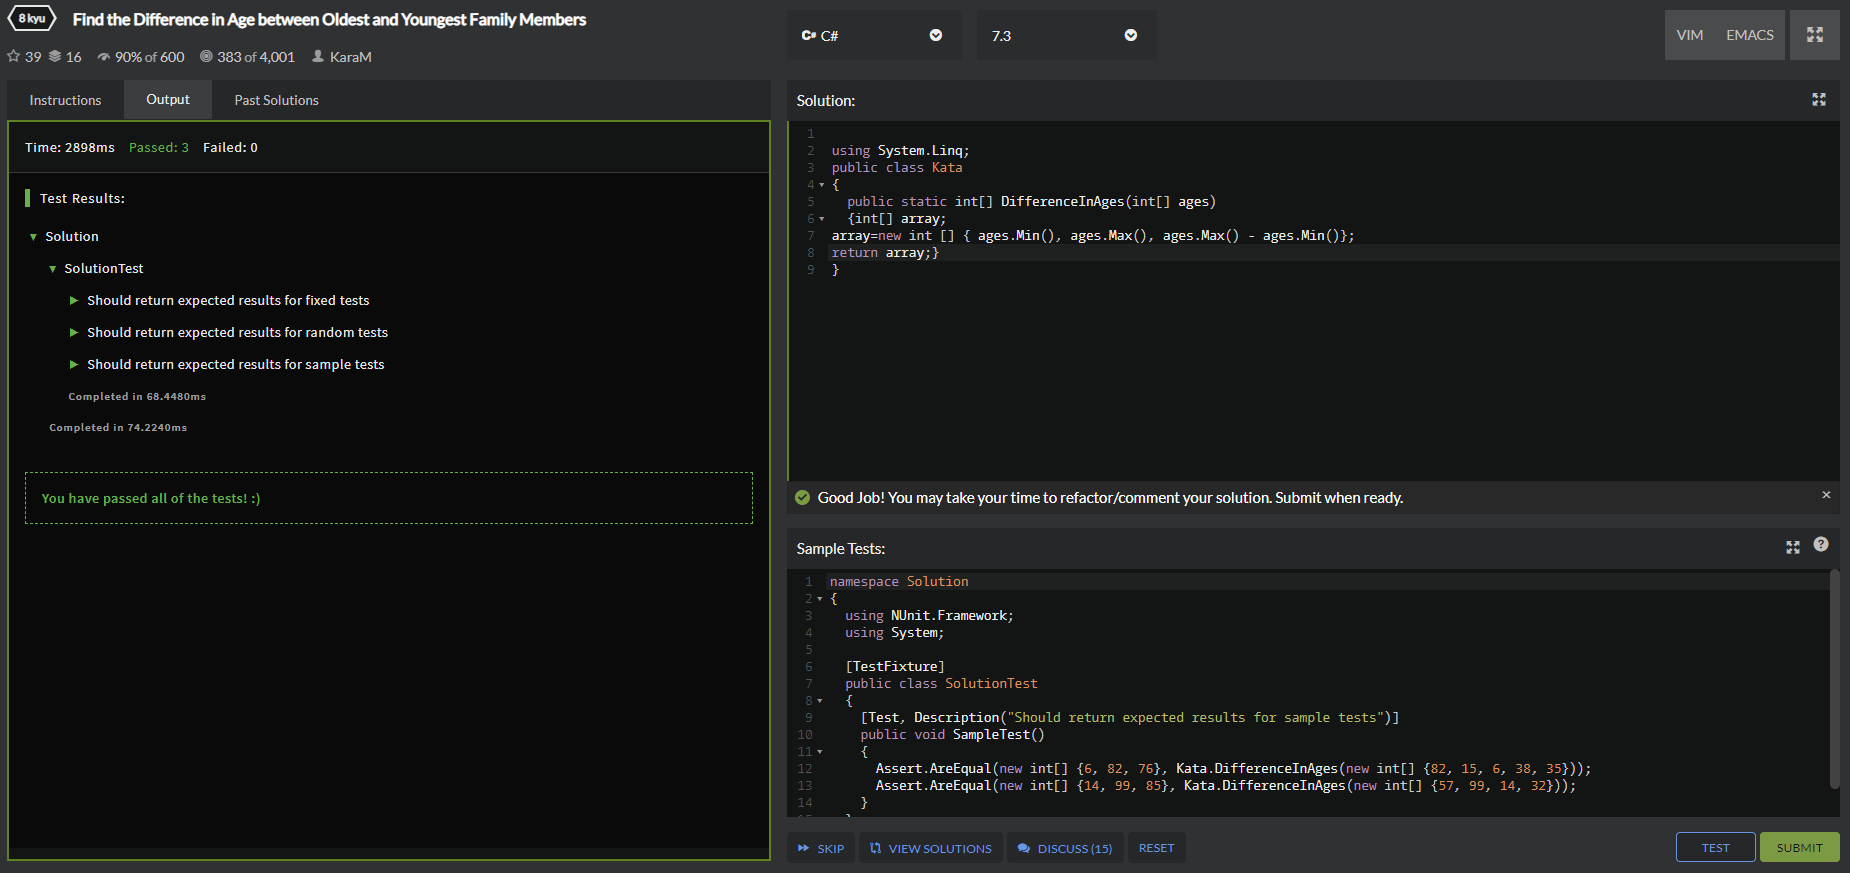 8 kyu Find the Difference in Age between Oldest and Youngest Family Members
39 16 90% of 600 383 of 4,001 KaraM
C# 7.3 VIM EMACS
Instructions Output Past Solutions
Time: 2898ms Passed: 3 Failed: 0
Test Results:
Solution
SolutionTest
Should return expected results for fixed tests
Should return expected results for random tests
Should return expected results for sample tests
Completed in 68.4480ms
Completed in 74.2240ms
You have passed all of the tests! :)
Solution:
1
2 using System.Linq;
3 public class Kata
4 {
5 public static int[] DifferenceInAges(int[] ages)
6 {int[] array;
7 array=new int [] { ages.Min(), ages.Max(), ages.Max() - ages.Min()};
8 return array;}
9 }
Good Job! You may take your time to refactor/comment your solution. Submit when ready. ×
Sample Tests: ?
1 namespace Solution
2 {
3 using NUnit.Framework;
4 using System;
5
6 [TestFixture]
7 public class SolutionTest
8 {
9 [Test, Description("Should return expected results for sample tests")]
10 public void SampleTest()
11 {
12 Assert.AreEqual(new int[] {6, 82, 76}, Kata.DifferenceInAges(new int[] {82, 15, 6, 38, 35}));
13 Assert.AreEqual(new int[] {14, 99, 85}, Kata.DifferenceInAges(new int[] {57, 99, 14, 32}));
14 }
SKIP VIEW SOLUTIONS DISCUSS (15) RESET TEST SUBMIT